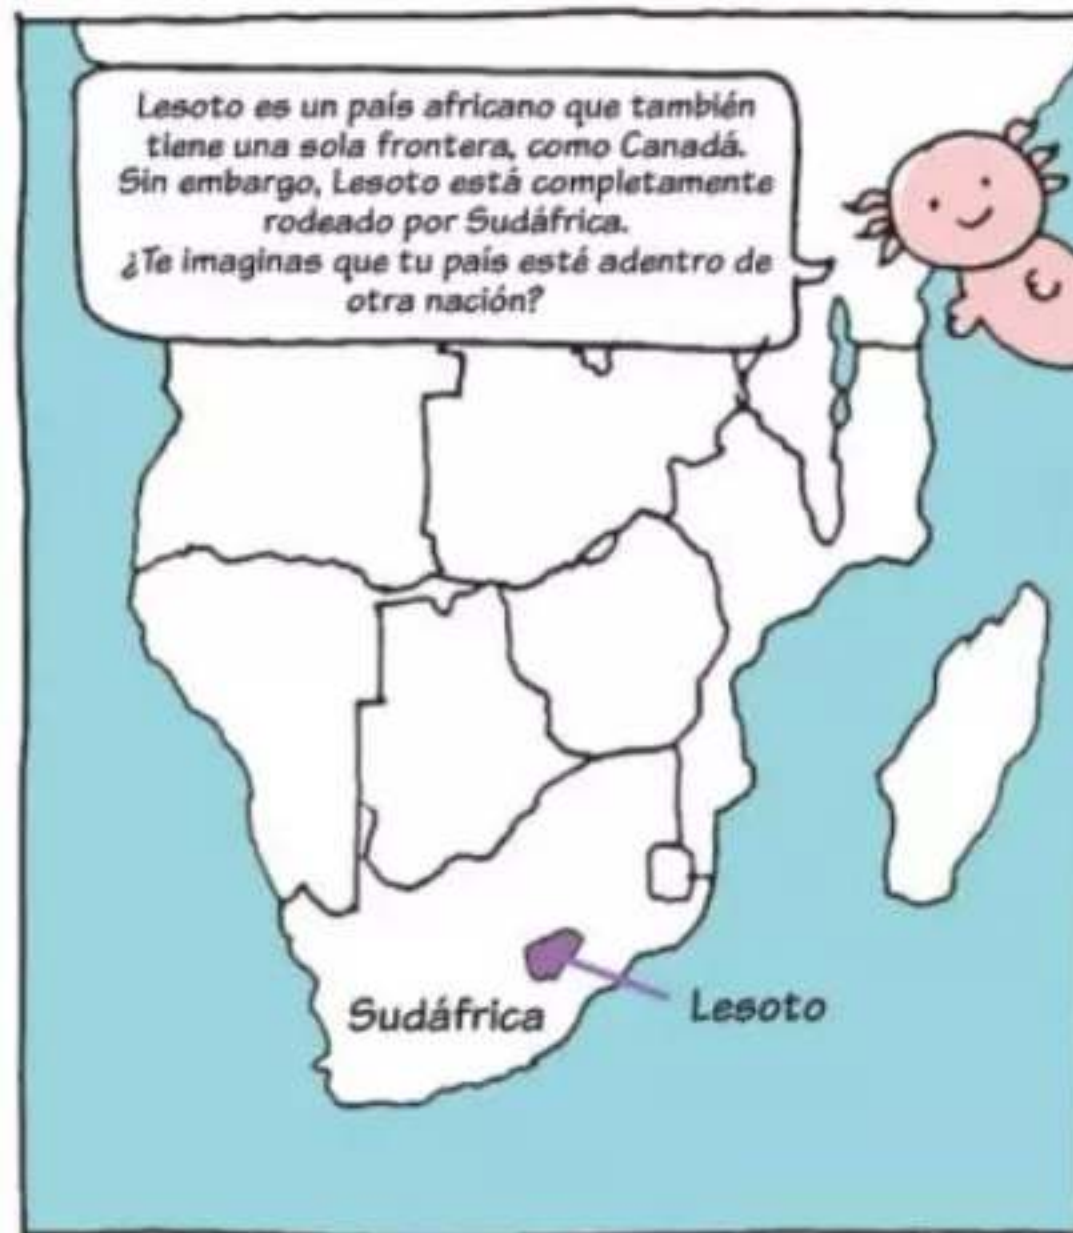 Lesoto es un país africano que también
tiene una sola frontera, como Canadá.
Sin embargo, Lesoto está completamente
rodeado por Sudáfrica.
¿Te imaginas que tu país esté adentro de
otra nación?
Sudáfrica
Lesoto